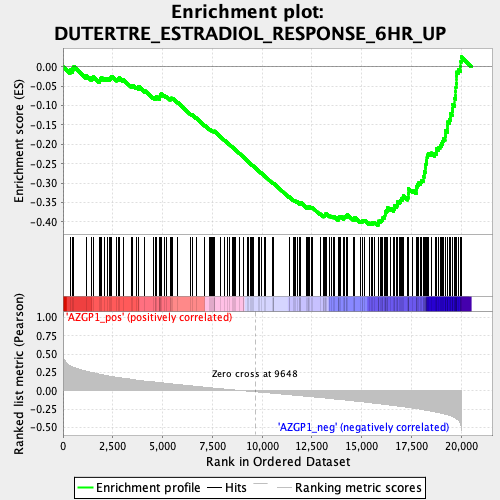 Enrichment plot:
DUTERTRE_ESTRADIOL_RESPONSE_6HR_UP
Enrichment score (ES)
0.00
-0.05
-0.10
-0.15
-0.20
-0.25
-0.30
-0.35
-0.40
Ranked list metric (Pearson)
1.00
0.75
0.50
0.25
0.00
-0.25
-0.50
'AZGP1_pos' (positively correlated)
Zero cross at 9648
'AZGP1_neg' (negatively correlated)
0 2,500 5,000 7,500 10,000 12,500 15,000 17,500 20,000
Rank in Ordered Dataset
Enrichment profile Hits Ranking metric scores